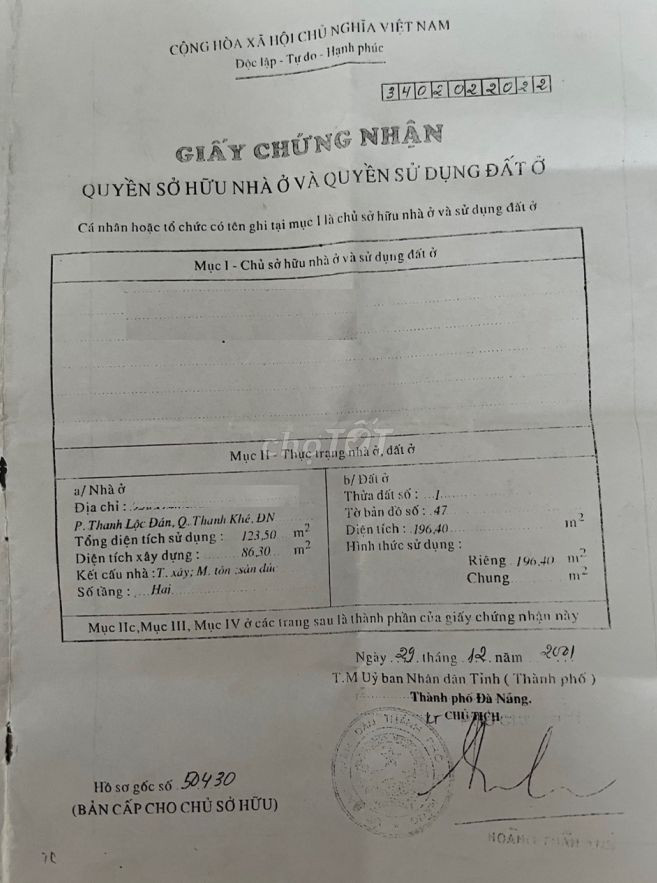 CỘNG HÒA XÃ HỘI CHỦ NGHĨA VIỆT NAM
Độc lập - Tự do - Hạnh phúc
3402022022
GIẤY CHỨNG NHẬN
QUYỀN SỞ HỮU NHÀ Ở VÀ QUYỀN SỬ DỤNG ĐẤT Ở
Cá nhân hoặc tổ chức có tên ghi tại mục I là chủ sở hữu nhà ở và sử dụng đất ở
Mục I - Chủ sở hữu nhà ở và sử dụng đất ở
chợTỐT
Mục II - Thực trạng nhà ở, đất ở
a/ Nhà ở
Địa chỉ :
P. Thanh Lộc Đán, Q. Thanh Khê, ĐN
Tổng diện tích sử dụng : 123,50 m2
Diện tích xây dựng : 86,30 m2
Kết cấu nhà : T. xây; M. tôn :sàn đúc
Số tầng : Hai
b/ Đất ở
Thửa đất số : 1
Tờ bản đồ số : 47
Diện tích : 196,40 m2
Hình thức sử dụng :
Riêng 196,40 m2
Chung m2
Mục IIc,Mục III, Mục IV ở các trang sau là thành phần của giấy chứng nhận này
Ngày 29 tháng 12 năm 2001
T.M Uỷ ban Nhân dân Tỉnh ( Thành phố )
Thành phố Đà Nẵng.
KT CHỦ TỊCH
Hồ sơ gốc số 50430
(BẢN CẤP CHO CHỦ SỞ HỮU)
HOÀNG